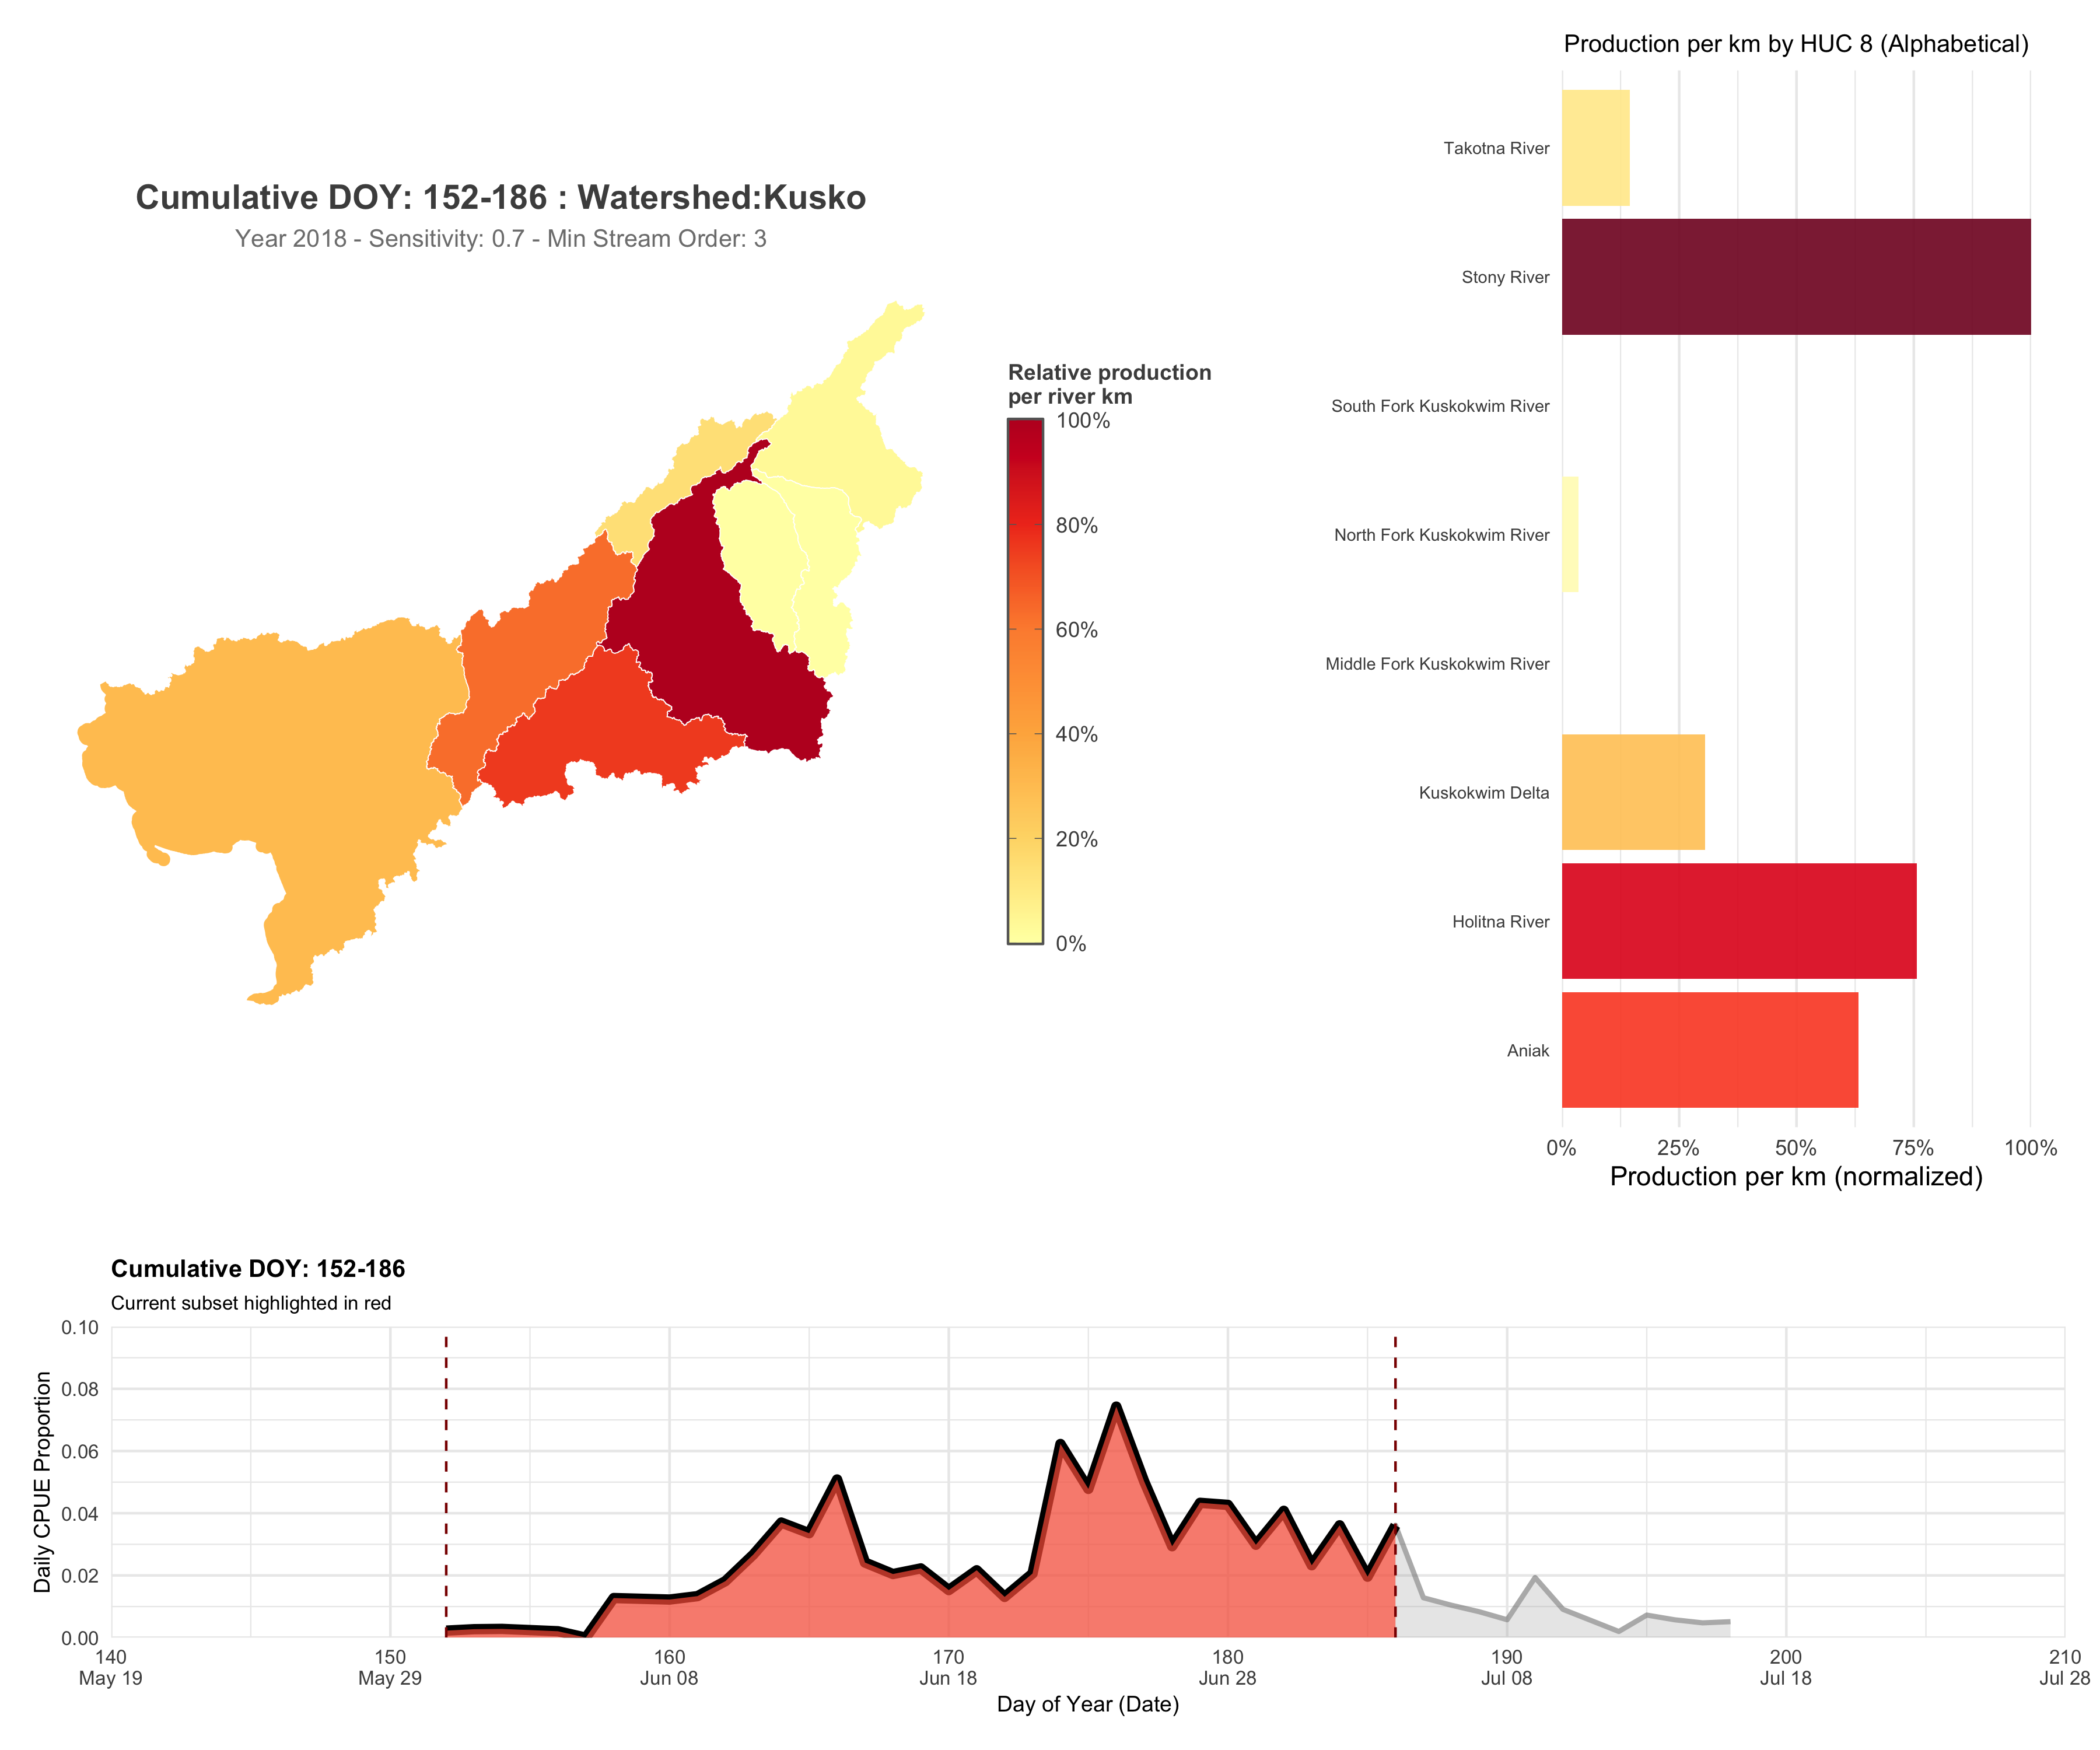 Production per km by HUC 8 (Alphabetical)
Takotna River
Stony River
South Fork Kuskokwim River
North Fork Kuskokwim River
Middle Fork Kuskokwim River
Kuskokwim Delta
Holitna River
Aniak
0% 25% 50% 75% 100%
Production per km (normalized)
Cumulative DOY: 152-186 : Watershed:Kusko
Year 2018 - Sensitivity: 0.7 - Min Stream Order: 3
Relative production
per river km
100%
80%
60%
40%
20%
0%
Cumulative DOY: 152-186
Current subset highlighted in red
Daily CPUE Proportion
0.10
0.08
0.06
0.04
0.02
0.00
140 150 160 170 180 190 200 210
May 19 May 29 Jun 08 Jun 18 Jun 28 Jul 08 Jul 18 Jul 28
Day of Year (Date)